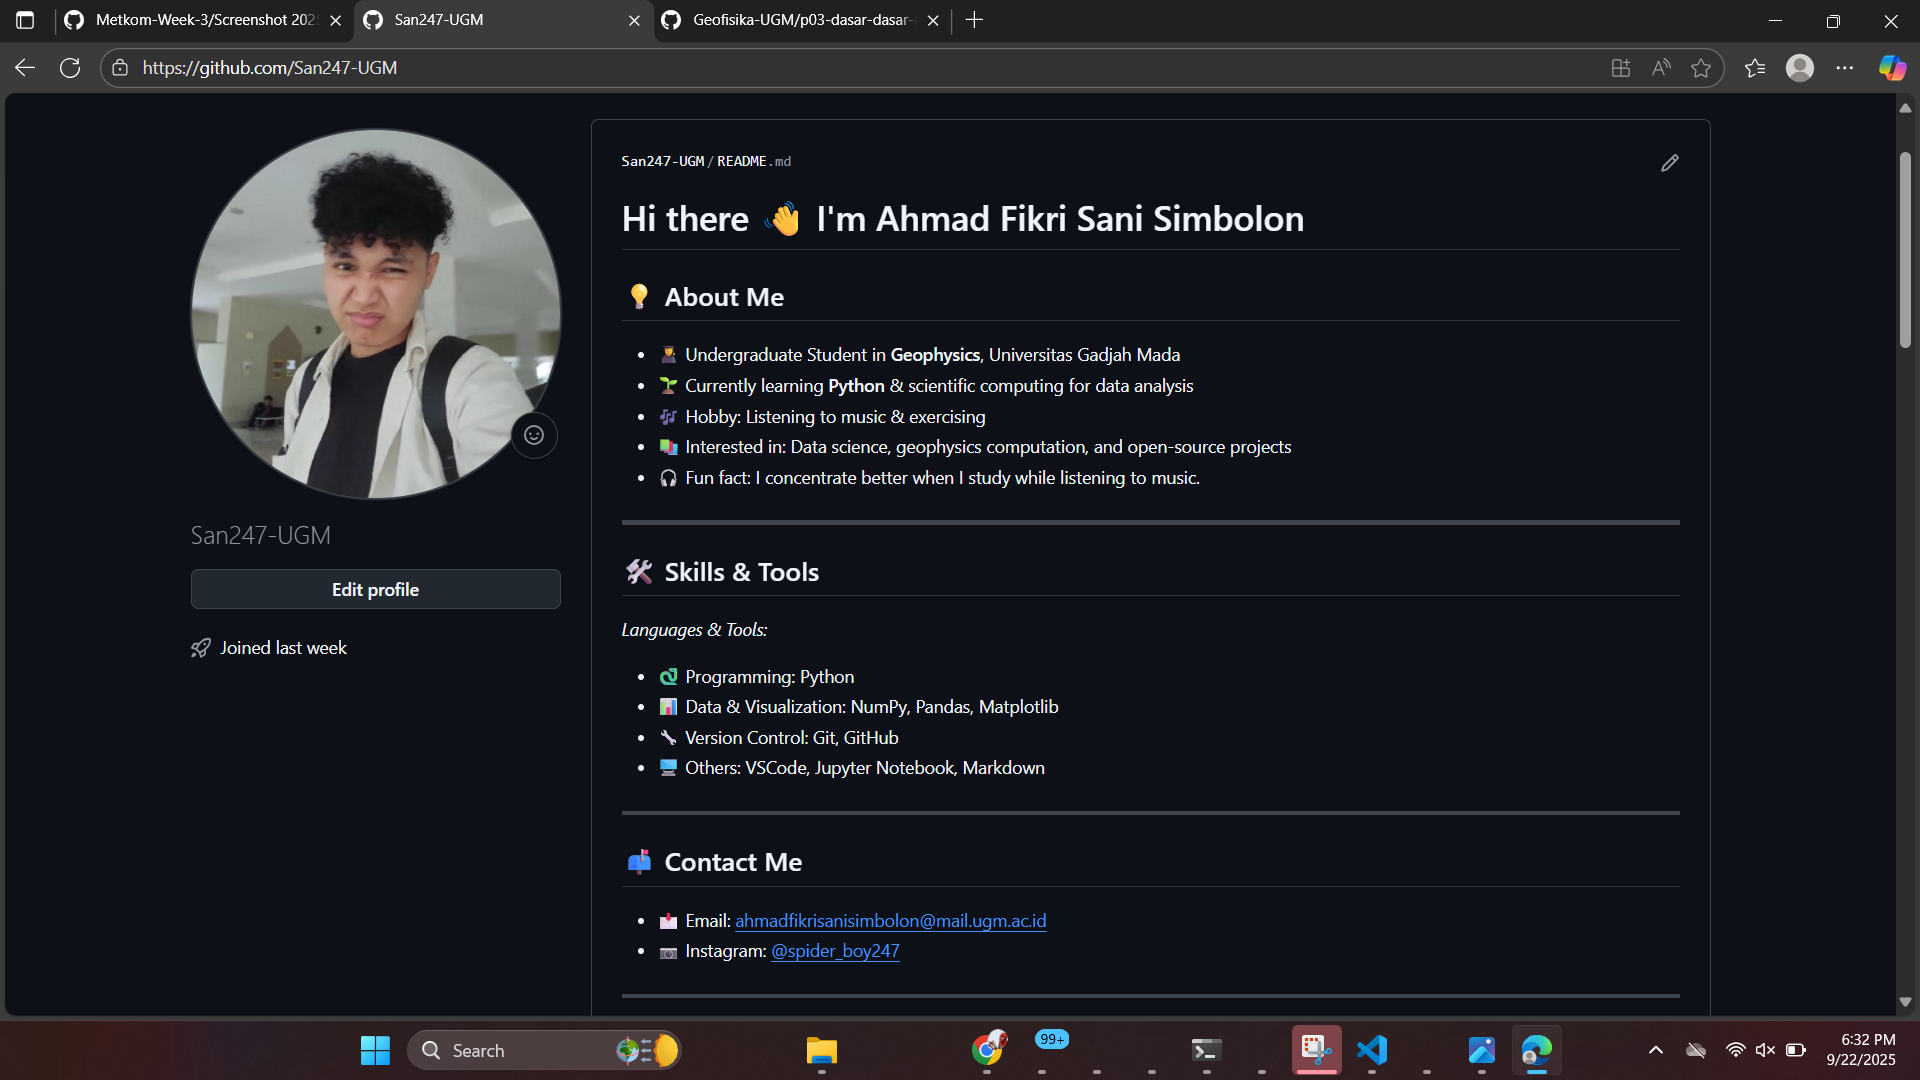 Metkom-Week-3/Screenshot 202
San247-UGM
Geofisika-UGM/p03-dasar-dasar-
https://github.com/San247-UGM
San247-UGM/README.md
Hi there 👋 I'm Ahmad Fikri Sani Simbolon
💡 About Me
Undergraduate Student in Geophysics, Universitas Gadjah Mada
🌱 Currently learning Python & scientific computing for data analysis
🎶 Hobby: Listening to music & exercising
📚 Interested in: Data science, geophysics computation, and open-source projects
🎧 Fun fact: I concentrate better when I study while listening to music.
San247-UGM
Edit profile
Joined last week
🛠 Skills & Tools
Languages & Tools:
🐍 Programming: Python
📊 Data & Visualization: NumPy, Pandas, Matplotlib
🔧 Version Control: Git, GitHub
🖥 Others: VSCode, Jupyter Notebook, Markdown
📫 Contact Me
📩 Email: ahmadfikrisanisimbolon@mail.ugm.ac.id
📷 Instagram: @spider_boy247
Search
99+
6:32 PM
9/22/2025